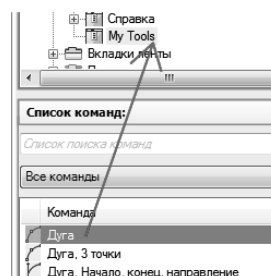 Справка
My Tools
Вкладки ленты
Список команд:
Список поиска команд
Все команды
Команда
Дуга
Дуга, 3 точки
Дуга, Начало, конец, направление